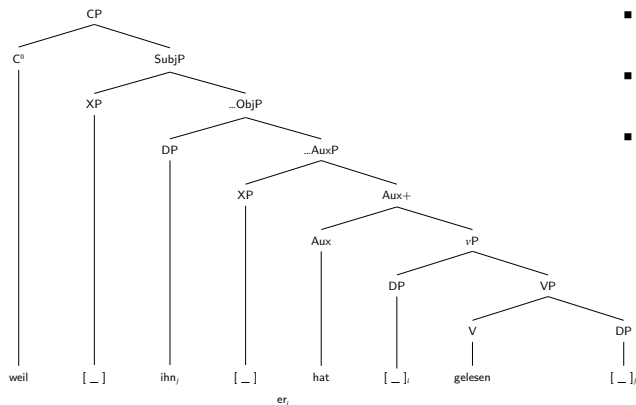 CP
C⁰ SubjP
XP ...ObjP
DP ...AuxP
XP Aux+
Aux vP
DP VP
V DP
weil [ _ ] ihnⱼ [ _ ] hat [ _ ]ᵢ gelesen [ _ ]ⱼ
erᵢ